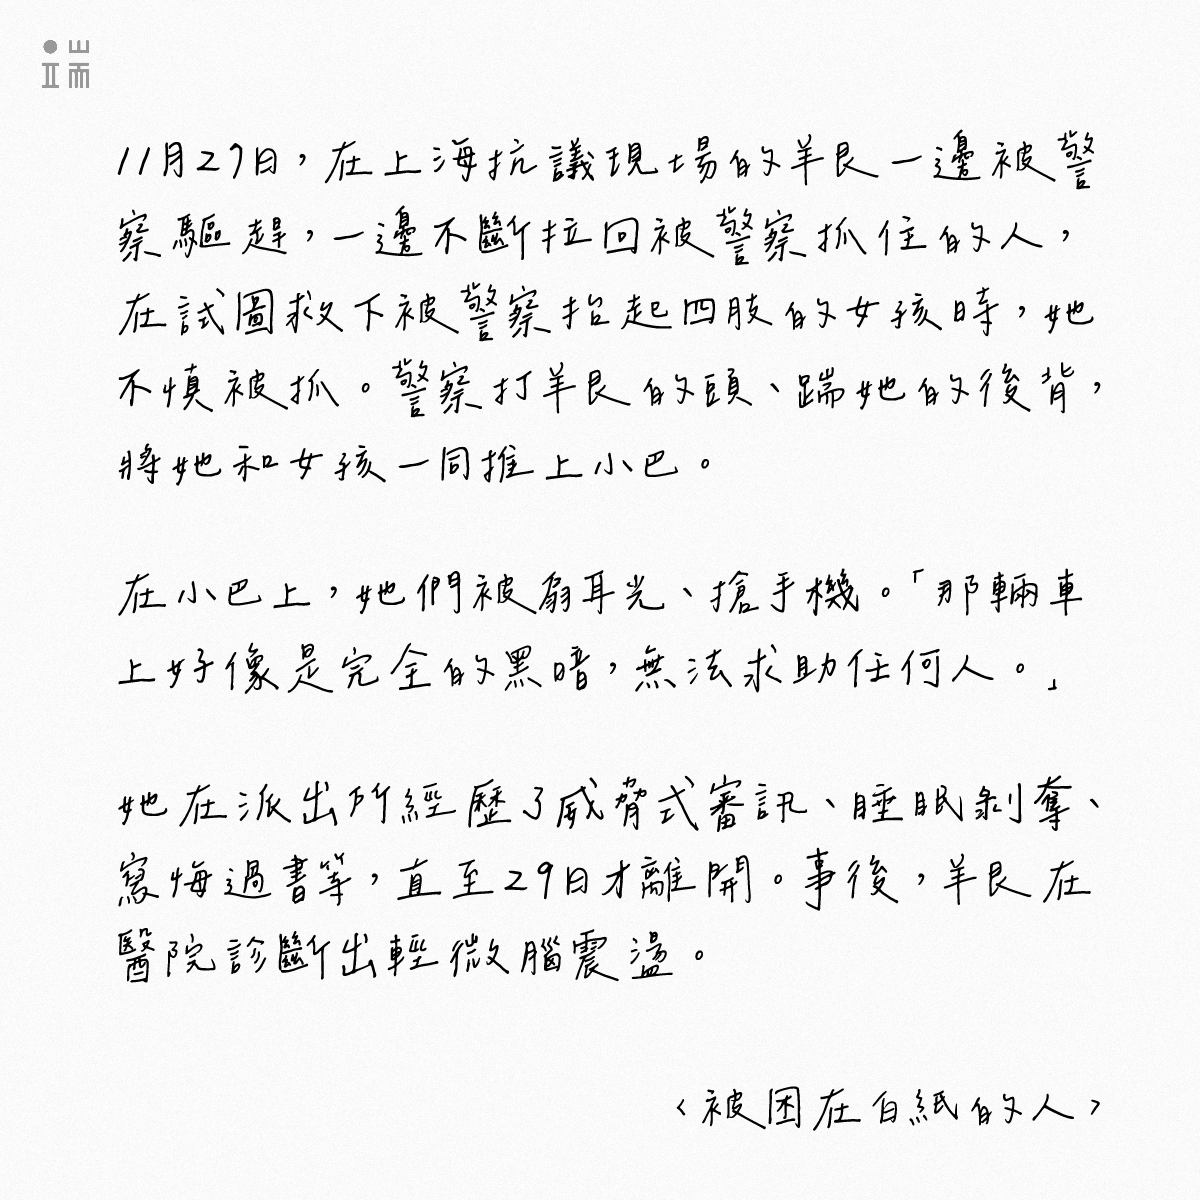 端
11月27日，在上海抗議現場的羊艮一邊被警
察驅趕，一邊不斷拉回被警察抓住的人，
在試圖救下被警察抬起四肢的女孩時，她
不慎被抓。警察打羊艮的頭、踹她的後背，
將她和女孩一同推上小巴。
在小巴上，她們被扇耳光、搶手機。「那輛車
上好像是完全的黑暗，無法求助任何人。」
她在派出所經歷了威脅式審訊、睡眠剝奪、
寫悔過書等，直至29日才離開。事後，羊艮在
醫院診斷出輕微腦震盪。
〈被困在白紙的人〉